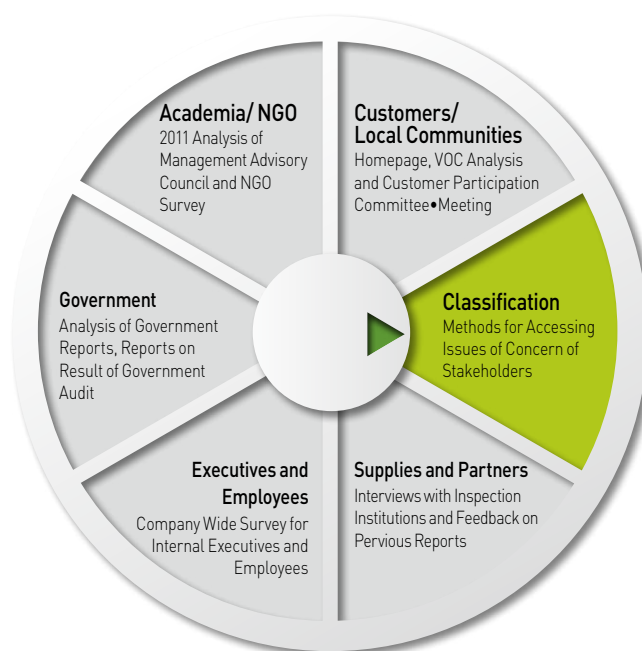 Academia/ NGO
2011 Analysis of
Management Advisory
Council and NGO
Survey
Customers/
Local Communities
Homepage, VOC Analysis
and Customer Participation
Committee•Meeting
Government
Analysis of Government
Reports, Reports on
Result of Government
Audit
Classification
Methods for Accessing
Issues of Concern of
Stakeholders
Executives and
Employees
Company Wide Survey for
Internal Executives and
Employees
Supplies and Partners
Interviews with Inspection
Institutions and Feedback on
Pervious Reports